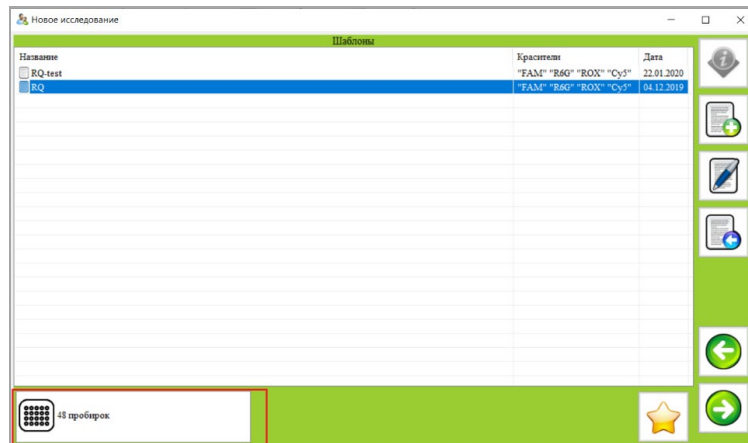 Новое исследование
Шаблоны
Название Красители Дата
RQ-test "FAM" "R6G" "ROX" "Cy5" 22.01.2020
RQ "FAM" "R6G" "ROX" "Cy5" 04.12.2019
48 пробирок